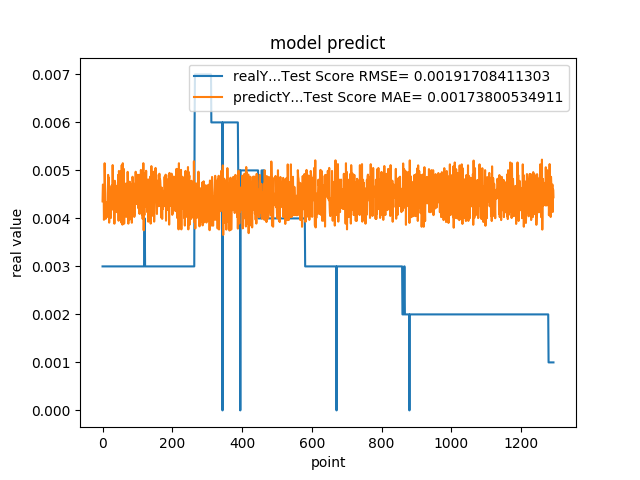 model predict
realY...Test Score RMSE= 0.00191708411303
predictY...Test Score MAE= 0.00173800534911
real value
0.007
0.006
0.005
0.004
0.003
0.002
0.001
0.000
0 200 400 600 800 1000 1200
point